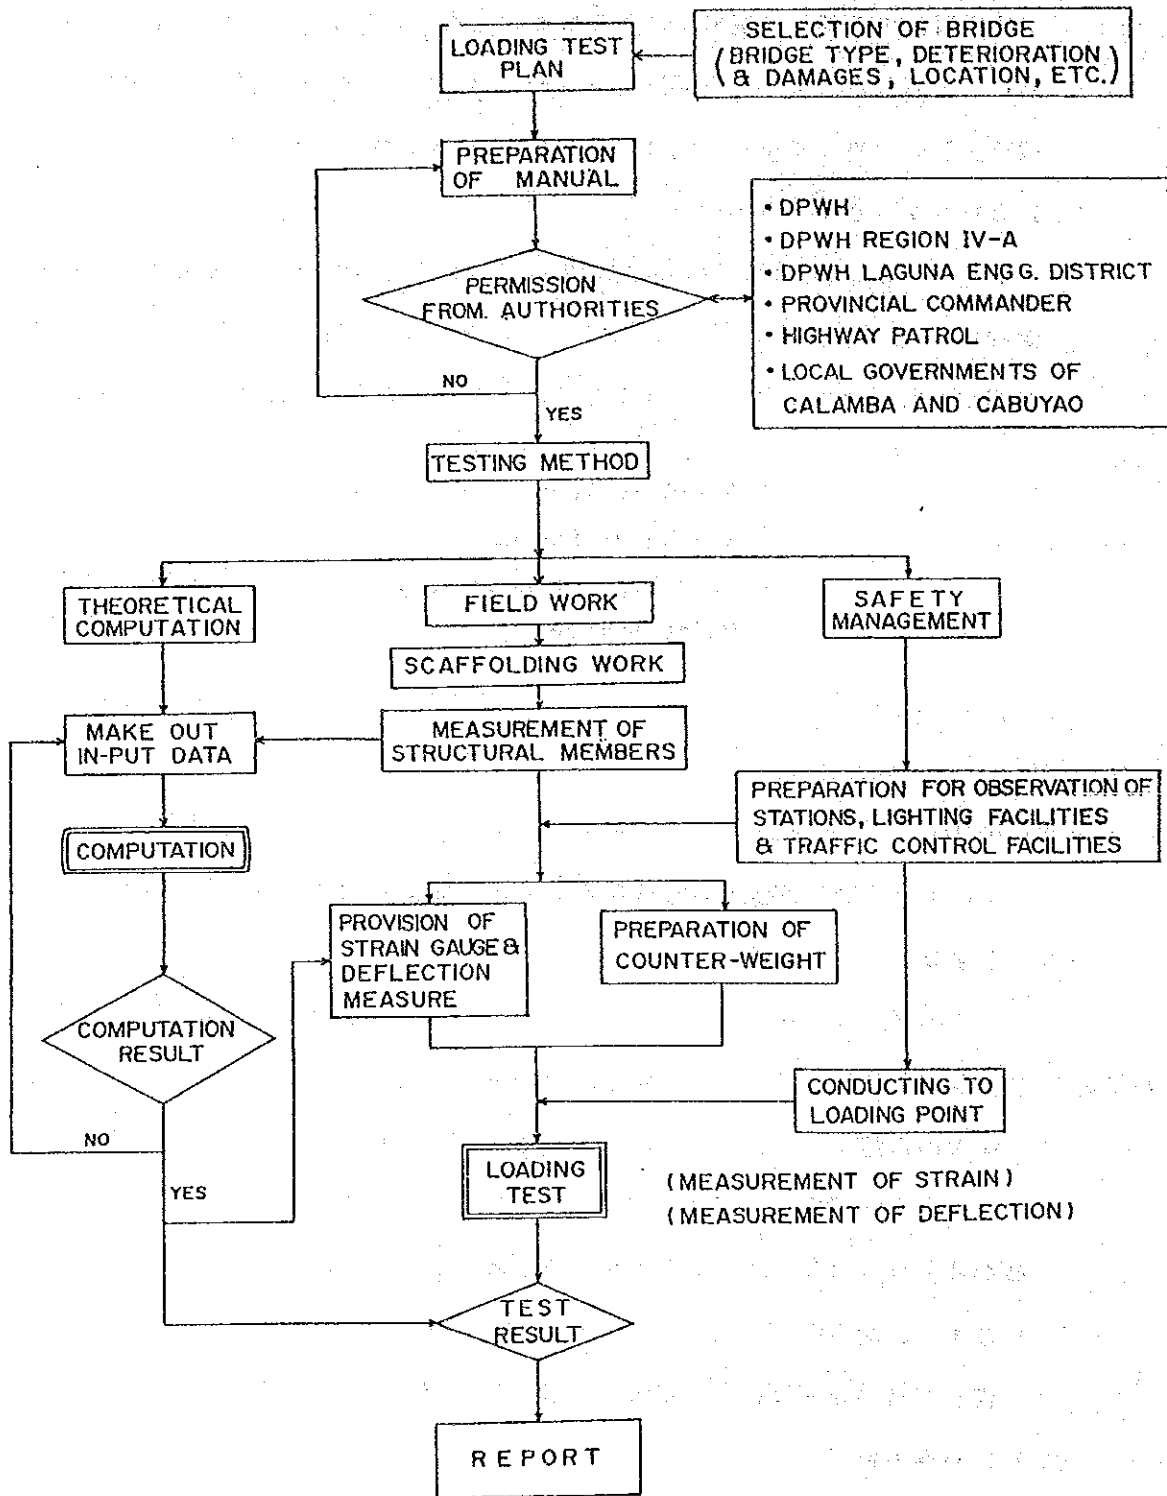 LOADING TEST
PLAN
SELECTION OF BRIDGE
(BRIDGE TYPE, DETERIORATION
& DAMAGES, LOCATION, ETC.)
PREPARATION
OF MANUAL
PERMISSION
FROM. AUTHORITIES
• DPWH
• DPWH REGION IV-A
• DPWH LAGUNA ENGG. DISTRICT
• PROVINCIAL COMMANDER
• HIGHWAY PATROL
• LOCAL GOVERNMENTS OF
CALAMBA AND CABUYAO
NO
YES
TESTING METHOD
THEORETICAL
COMPUTATION
FIELD WORK
SAFETY
MANAGEMENT
SCAFFOLDING WORK
MAKE OUT
IN-PUT DATA
MEASUREMENT OF
STRUCTURAL MEMBERS
PREPARATION FOR OBSERVATION OF
STATIONS, LIGHTING FACILITIES
& TRAFFIC CONTROL FACILITIES
COMPUTATION
PROVISION OF
STRAIN GAUGE &
DEFLECTION
MEASURE
PREPARATION OF
COUNTER-WEIGHT
COMPUTATION
RESULT
CONDUCTING TO
LOADING POINT
NO
YES
LOADING
TEST
(MEASUREMENT OF STRAIN)
(MEASUREMENT OF DEFLECTION)
TEST
RESULT
REPORT